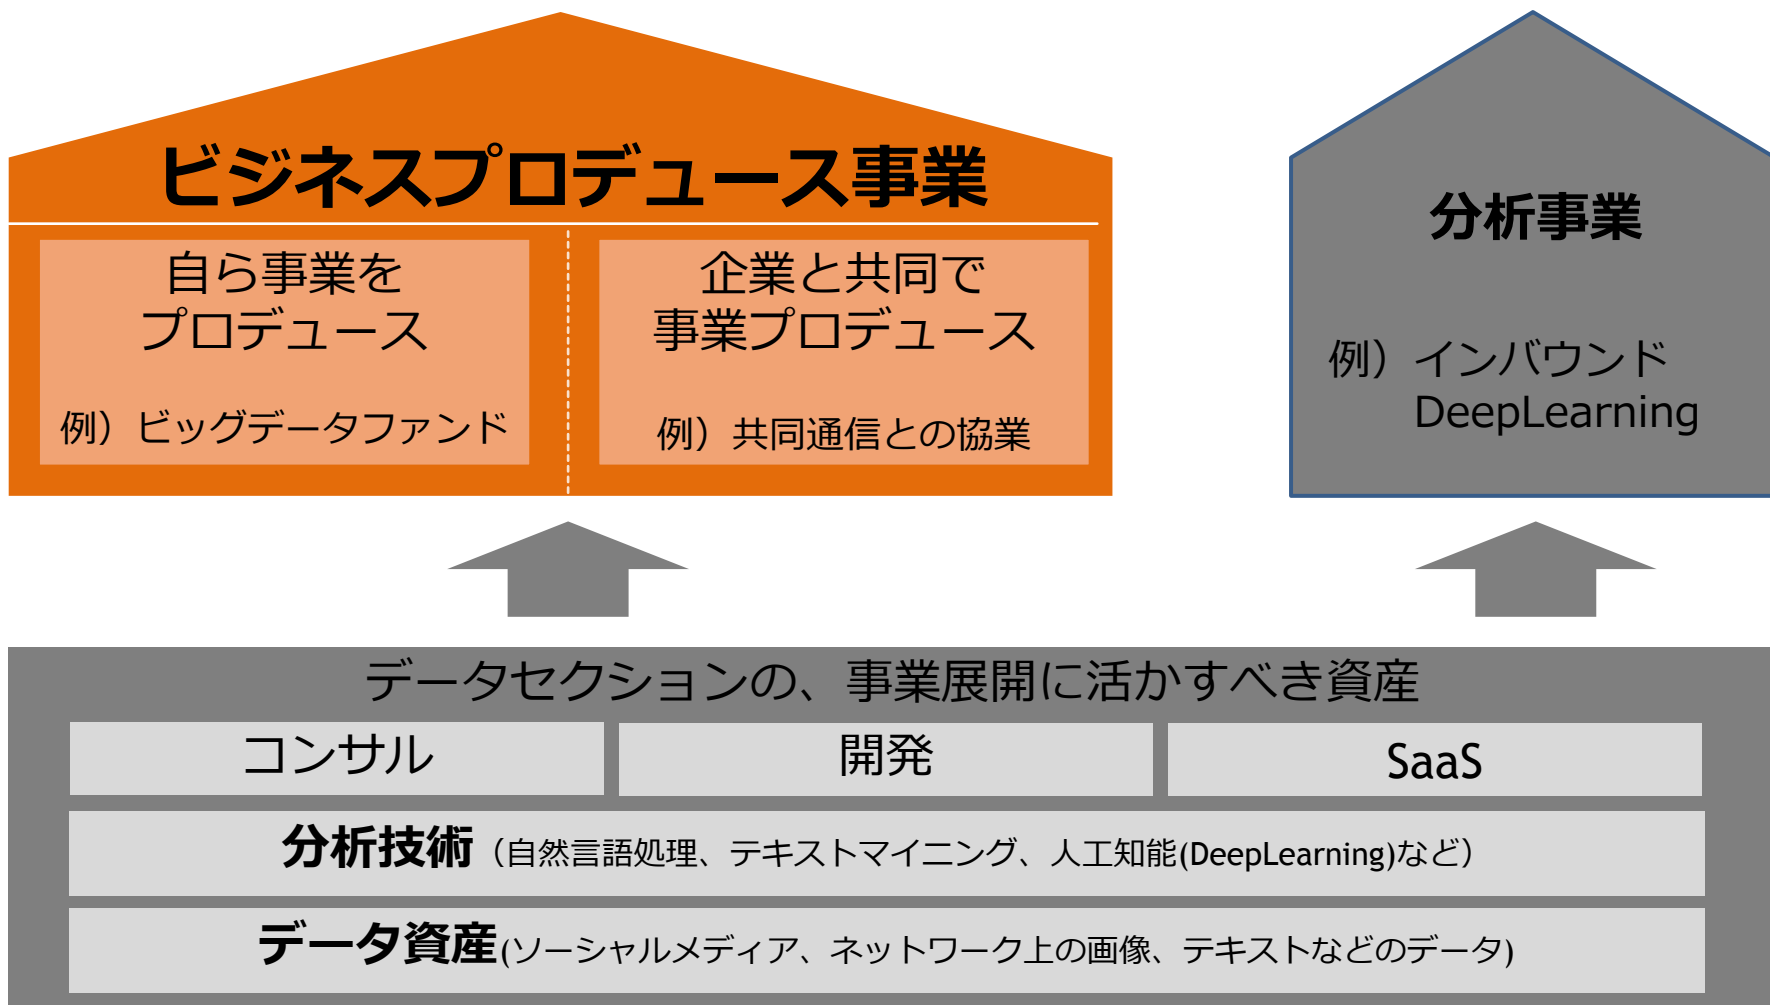 ビジネスプロデュース事業
自ら事業を
プロデュース
例）ビッグデータファンド
企業と共同で
事業プロデュース
例）共同通信との協業
分析事業
例）インバウンド
DeepLearning
データセクションの、事業展開に活かすべき資産
コンサル
開発
SaaS
分析技術（自然言語処理、テキストマイニング、人工知能(DeepLearning)など）
データ資産(ソーシャルメディア、ネットワーク上の画像、テキストなどのデータ)